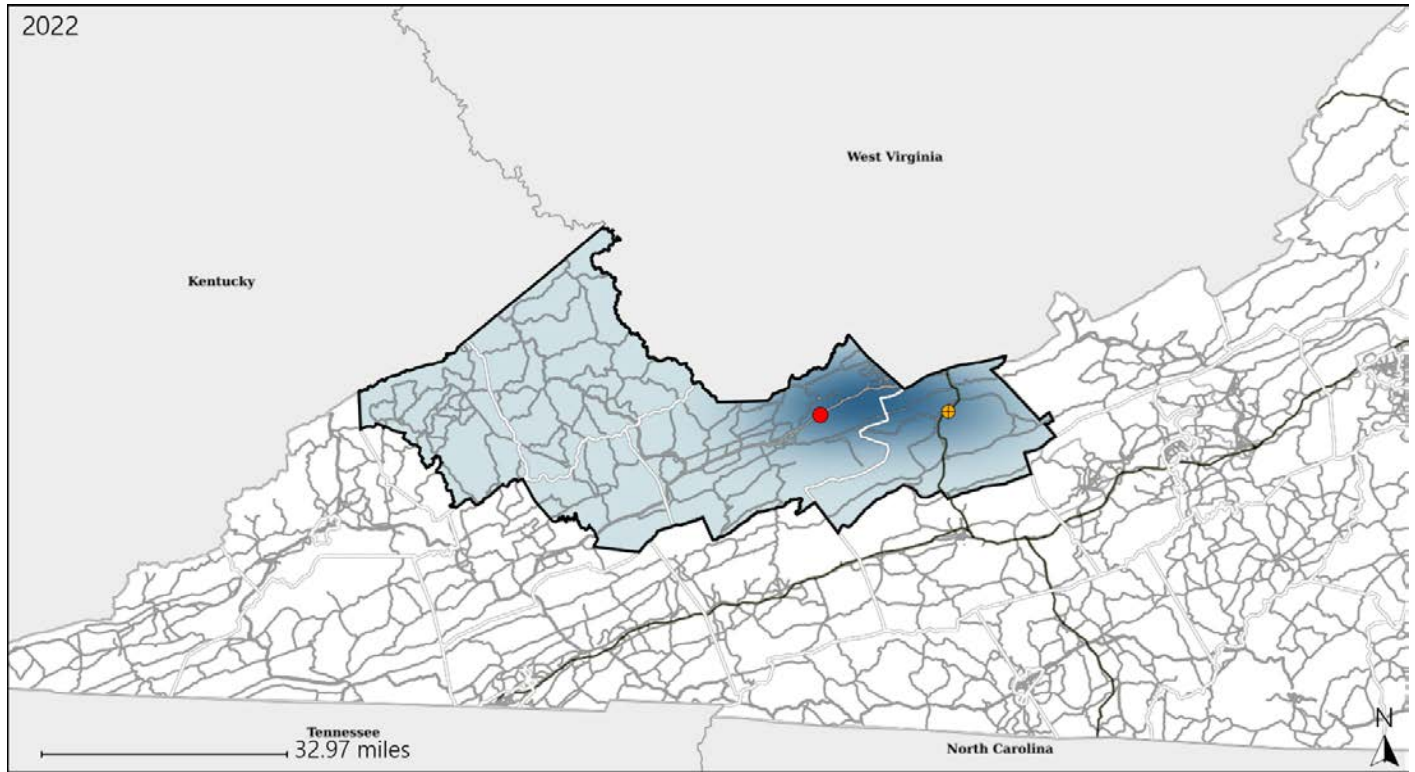 2022
West Virginia
Kentucky
Tennessee
32.97 miles
North Carolina
N